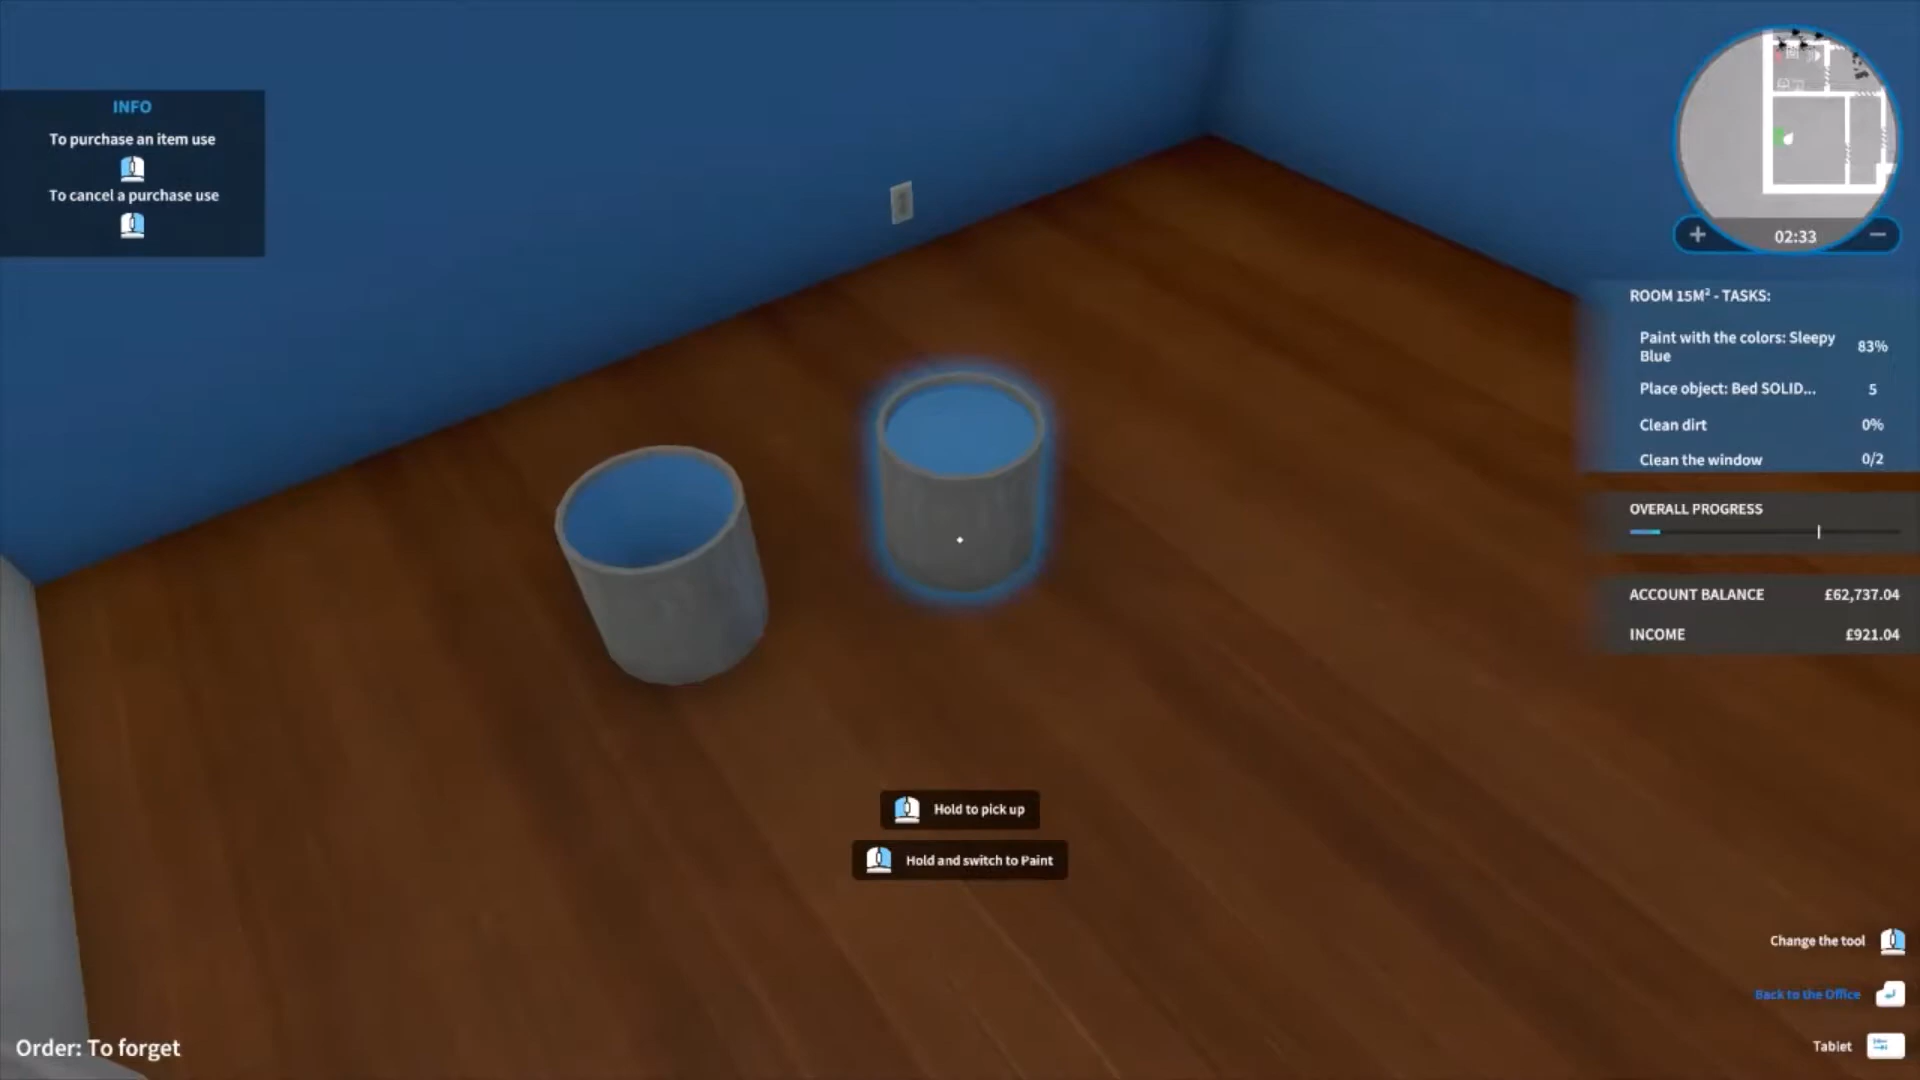 INFO
To purchase an item use
To cancel a purchase use
02:33
ROOM 15M² - TASKS:
Paint with the colors: Sleepy
Blue
83%
Place object: Bed SOLID... 5
Clean dirt 0%
Clean the window 0/2
OVERALL PROGRESS
ACCOUNT BALANCE £62,737.04
INCOME £921.04
Hold to pick up
Hold and switch to Paint
Change the tool
Back to the Office
Tablet
Order: To forget